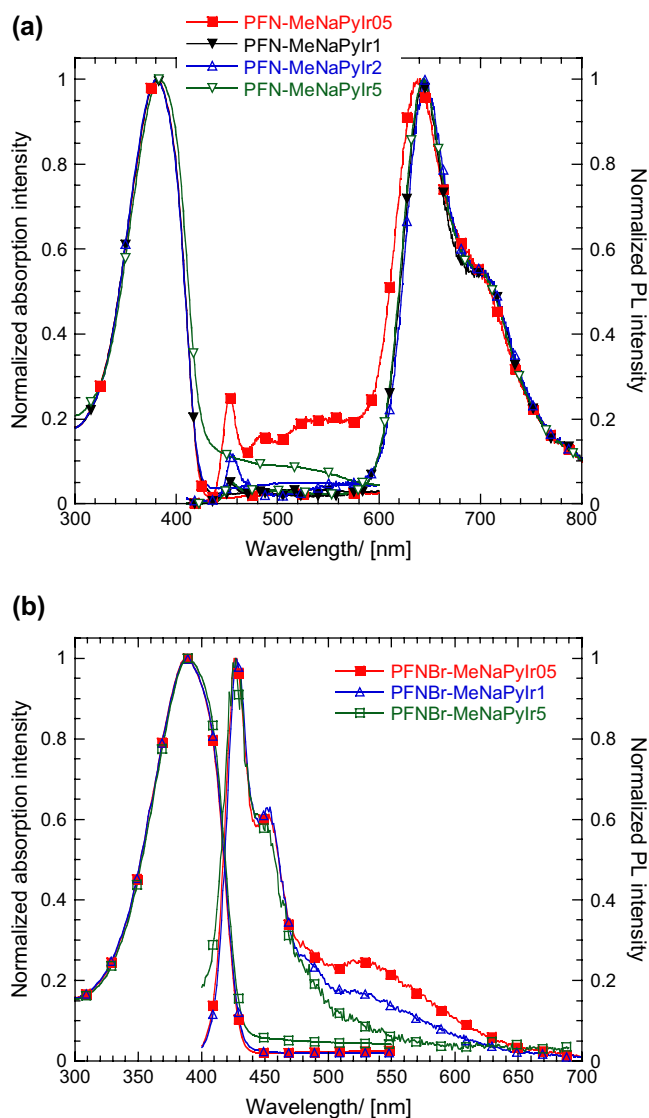 (a)
PFN-MeNaPyIr05
PFN-MeNaPyIr1
PFN-MeNaPyIr2
PFN-MeNaPyIr5
Normalized absorption intensity
1
0.8
0.6
0.4
0.2
0
1
0.8
0.6
0.4
0.2
0
Normalized PL intensity
300 400 500 600 700 800
Wavelength/ [nm]
(b)
PFNBr-MeNaPyIr05
PFNBr-MeNaPyIr1
PFNBr-MeNaPyIr5
Normalized absorption intensity
1
0.8
0.6
0.4
0.2
0
1
0.8
0.6
0.4
0.2
0
Normalized PL intensity
300 350 400 450 500 550 600 650 700
Wavelength/ [nm]